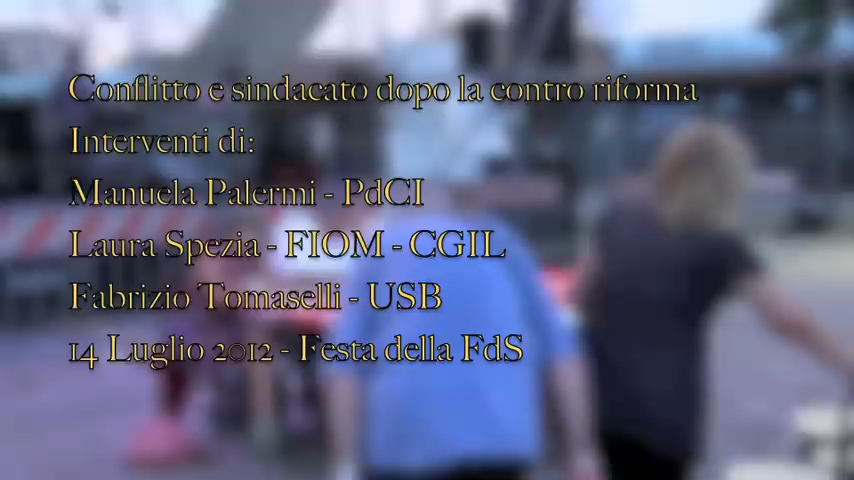 Conflitto e sindacato dopo la contro riforma
Interventi di:
Manuela Palermi - PdCI
Laura Spezia - FIOM - CGIL
Fabrizio Tomaselli - USB
14 Luglio 2012 - Festa della FdS